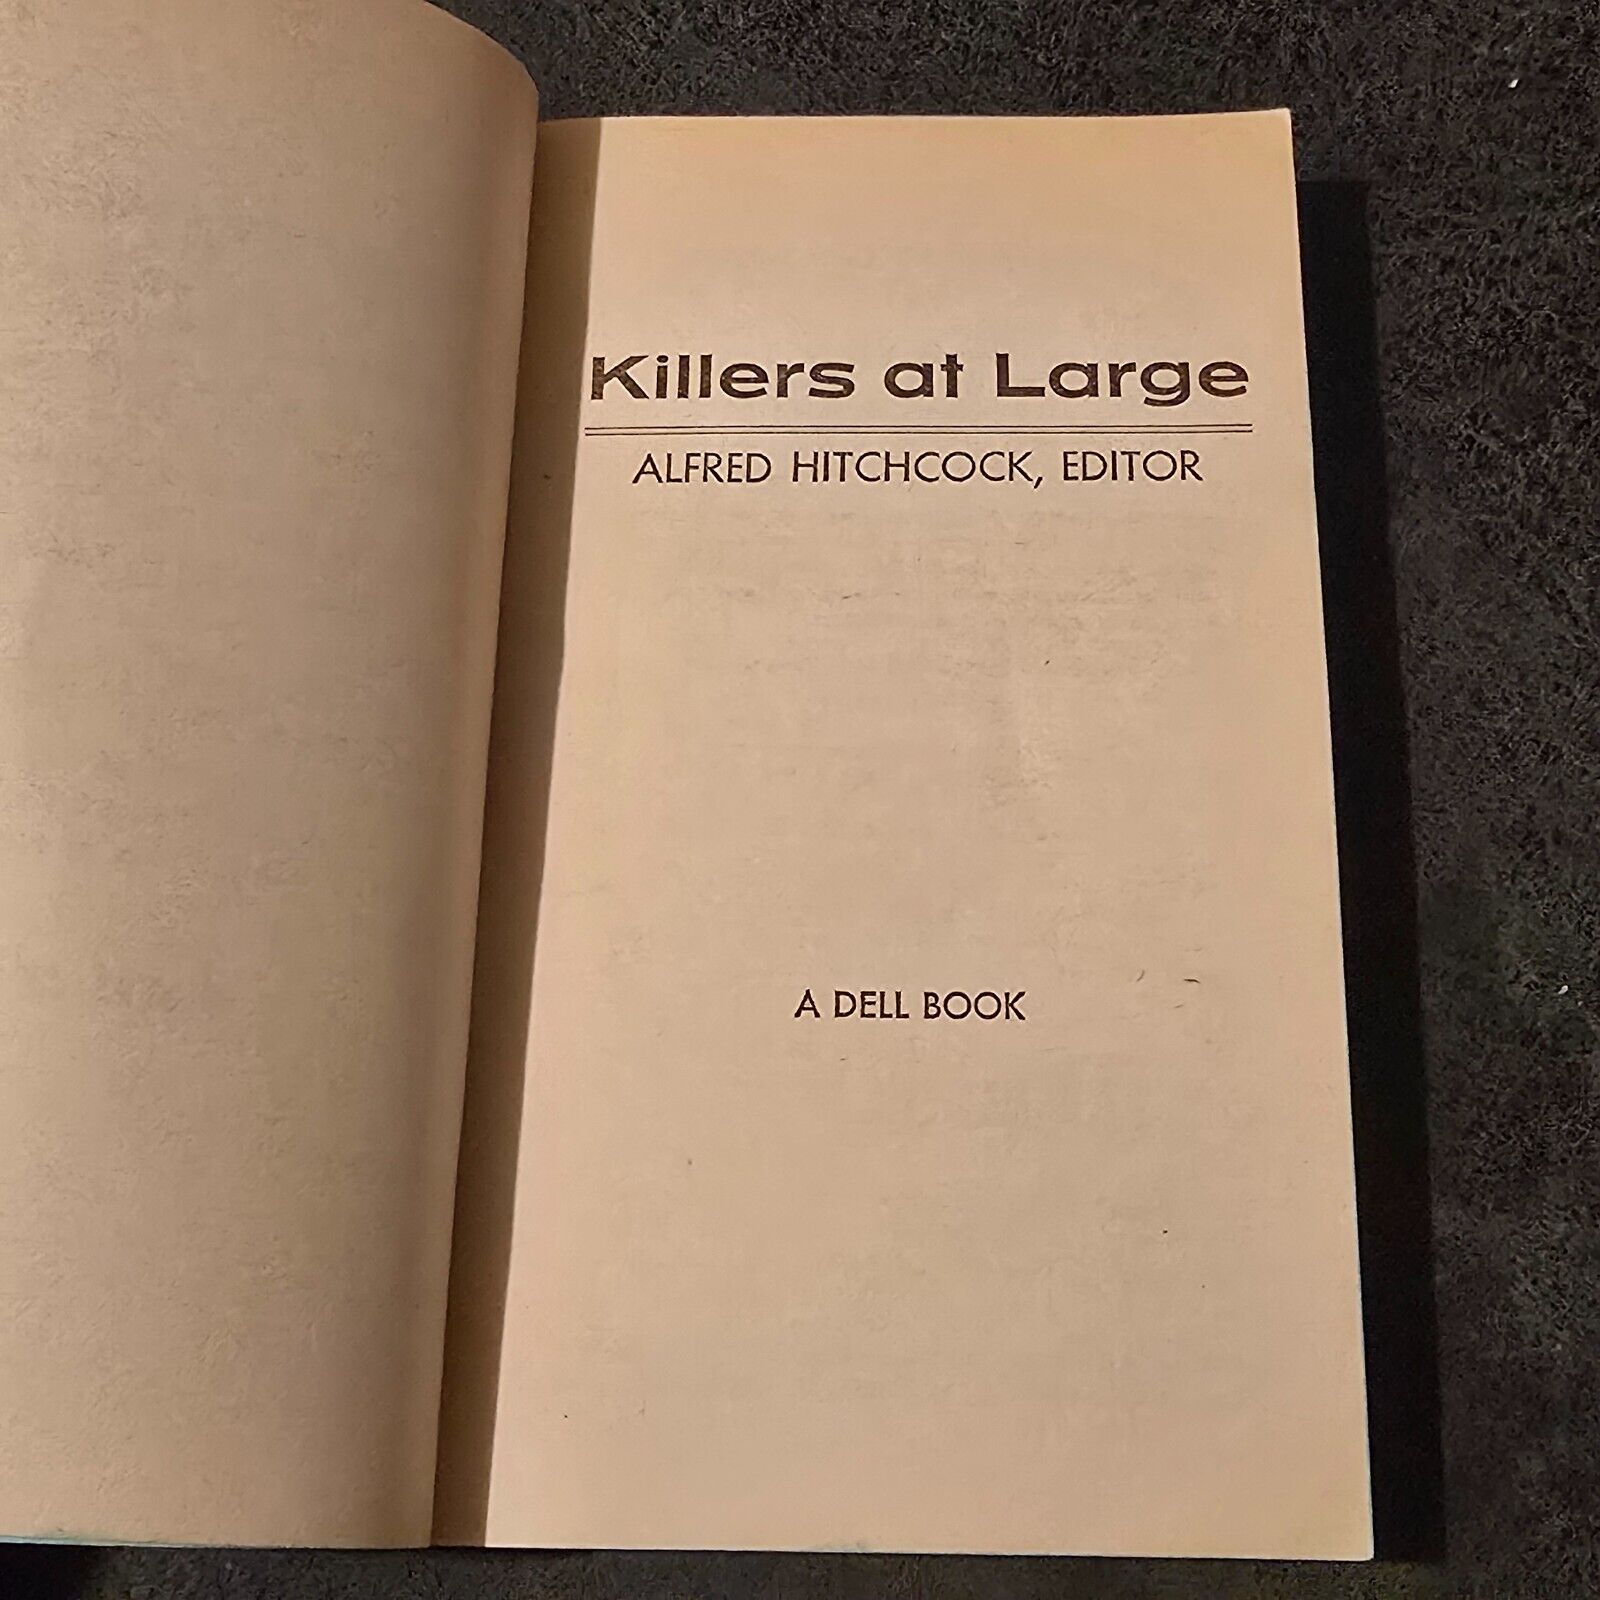 Killers at Large
ALFRED HITCHCOCK, EDITOR
A DELL BOOK